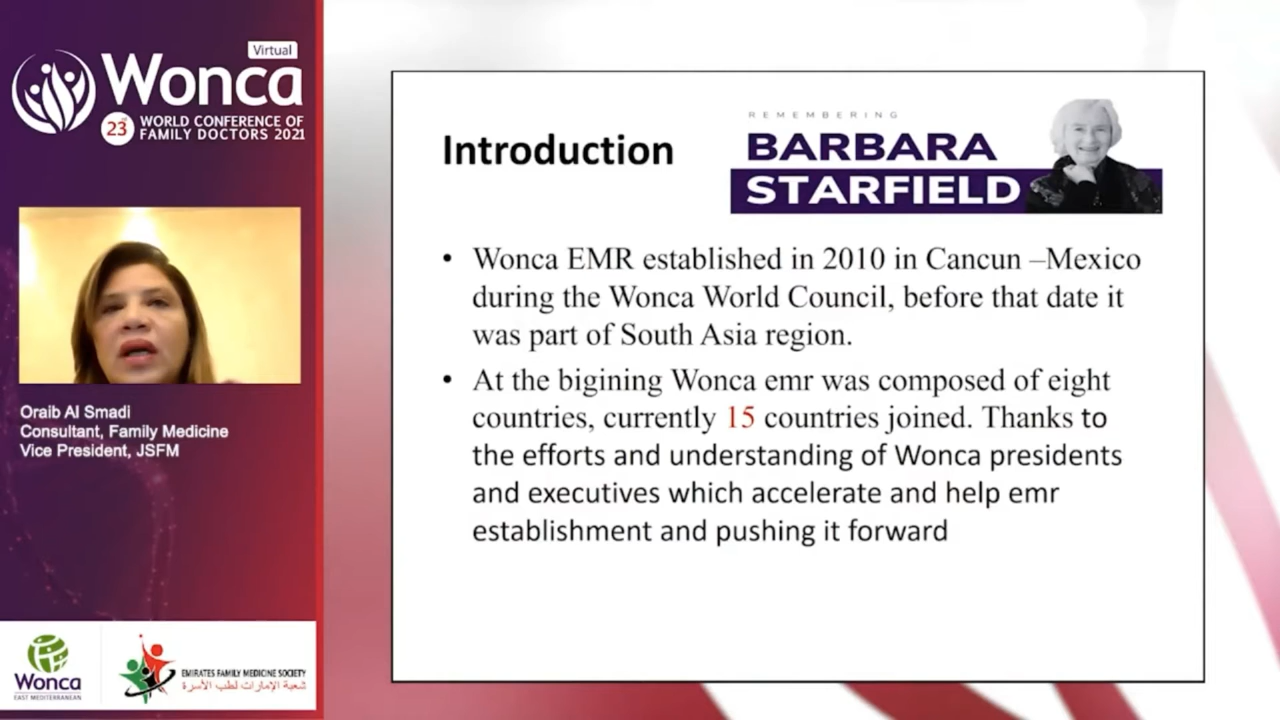 Virtual
Wonca
23rd WORLD CONFERENCE OF
FAMILY DOCTORS 2021
Oraib Al Smadi
Consultant, Family Medicine
Vice President, JSFM
Wonca
EAST MEDITERRANEAN
EMIRATES FAMILY MEDICINE SOCIETY
شعبة الإمارات لطب الأسرة
Introduction
REMEMBERING
BARBARA
STARFIELD
• Wonca EMR established in 2010 in Cancun –Mexico
during the Wonca World Council, before that date it
was part of South Asia region.
• At the bigining Wonca emr was composed of eight
countries, currently 15 countries joined. Thanks to
the efforts and understanding of Wonca presidents
and executives which accelerate and help emr
establishment and pushing it forward